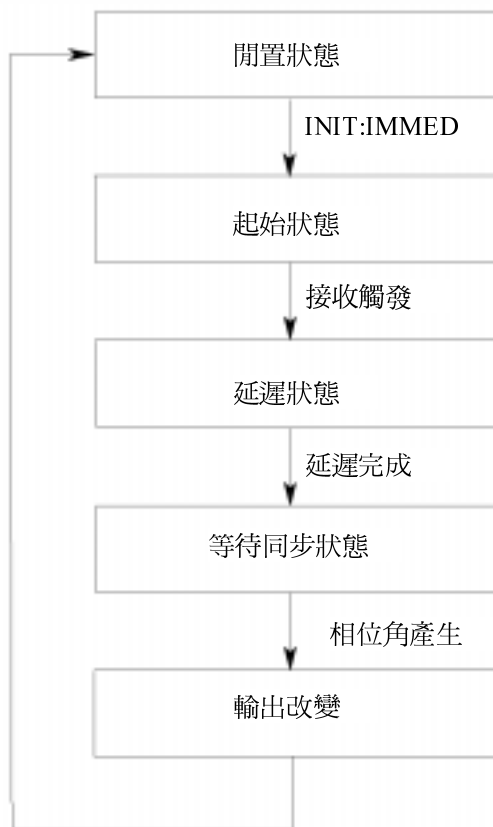 閒置狀態
INIT:IMMED
起始狀態
接收觸發
延遲狀態
延遲完成
等待同步狀態
相位角產生
輸出改變